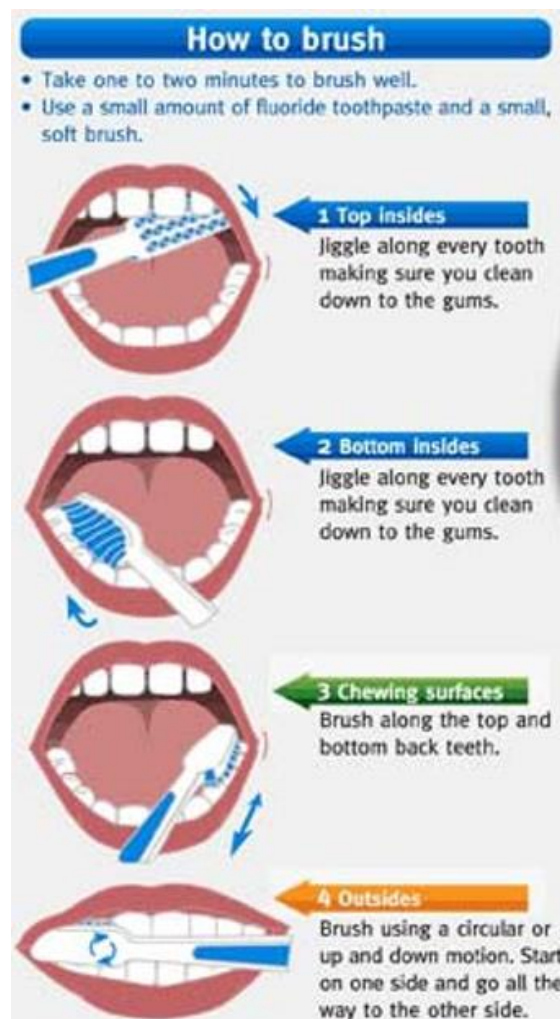 How to brush
• Take one to two minutes to brush well.
• Use a small amount of fluoride toothpaste and a small,
soft brush.
1 Top insides
Jiggle along every tooth
making sure you clean
down to the gums.
2 Bottom insides
Jiggle along every tooth
making sure you clean
down to the gums.
3 Chewing surfaces
Brush along the top and
bottom back teeth.
4 Outsides
Brush using a circular or
up and down motion. Start
on one side and go all the
way to the other side.